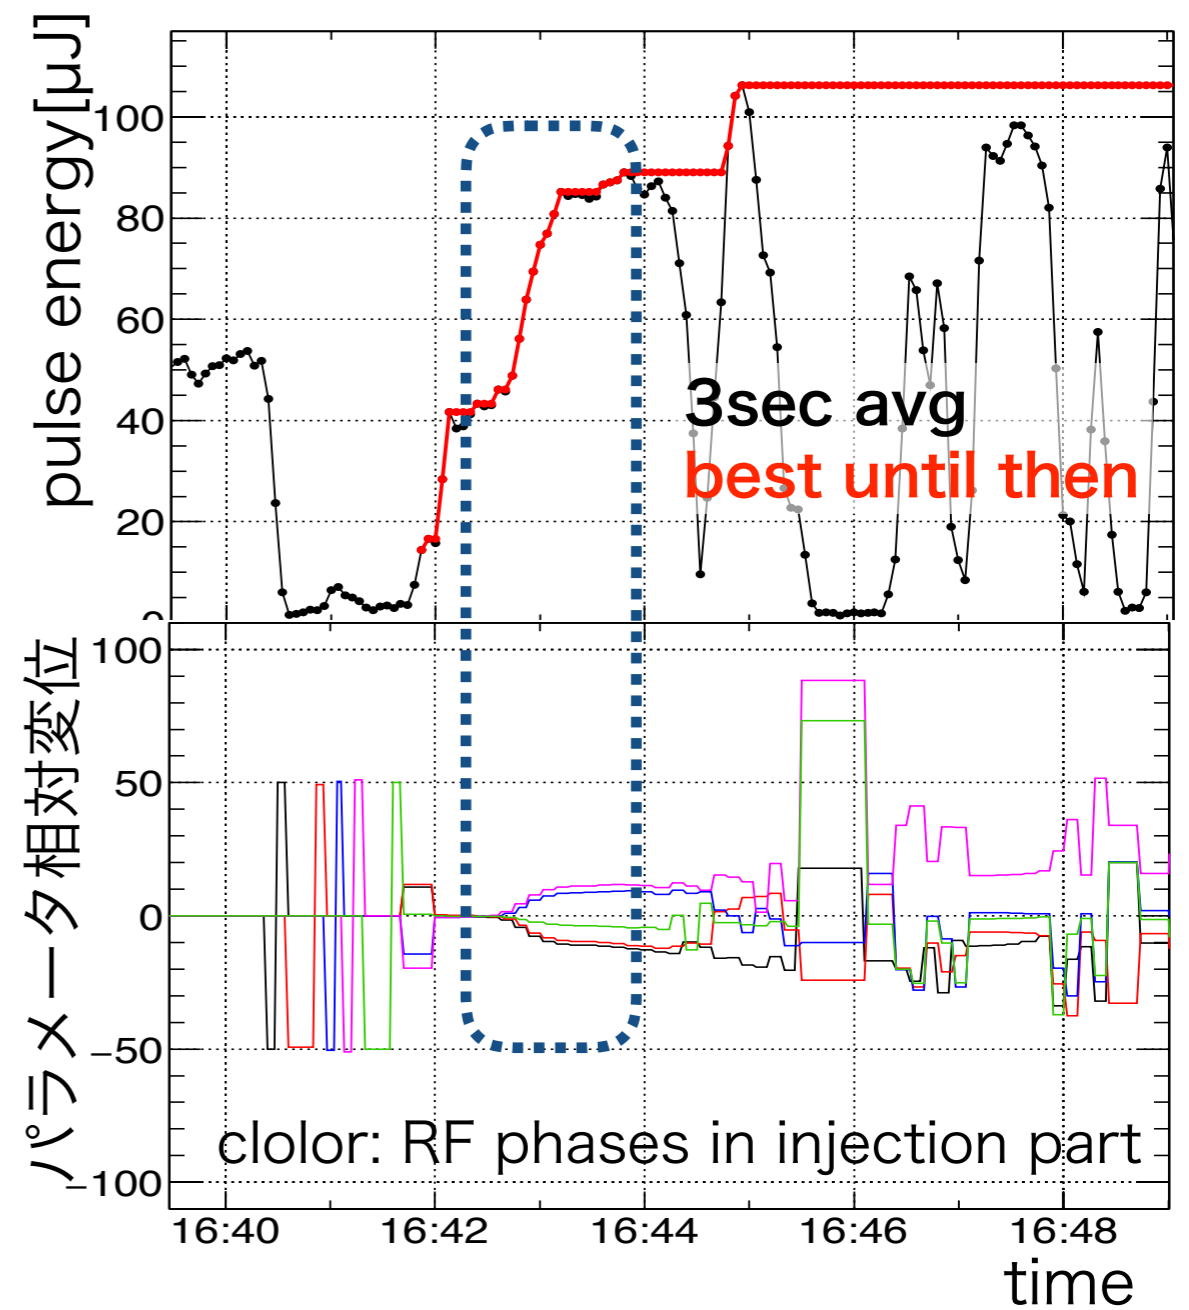 pulse energy[μJ]
100
80
60
40
20
0
3sec avg
best until then
パラメータ相対変位
100
50
0
−50
−100
clolor: RF phases in injection part
16:40 16:42 16:44 16:46 16:48
time